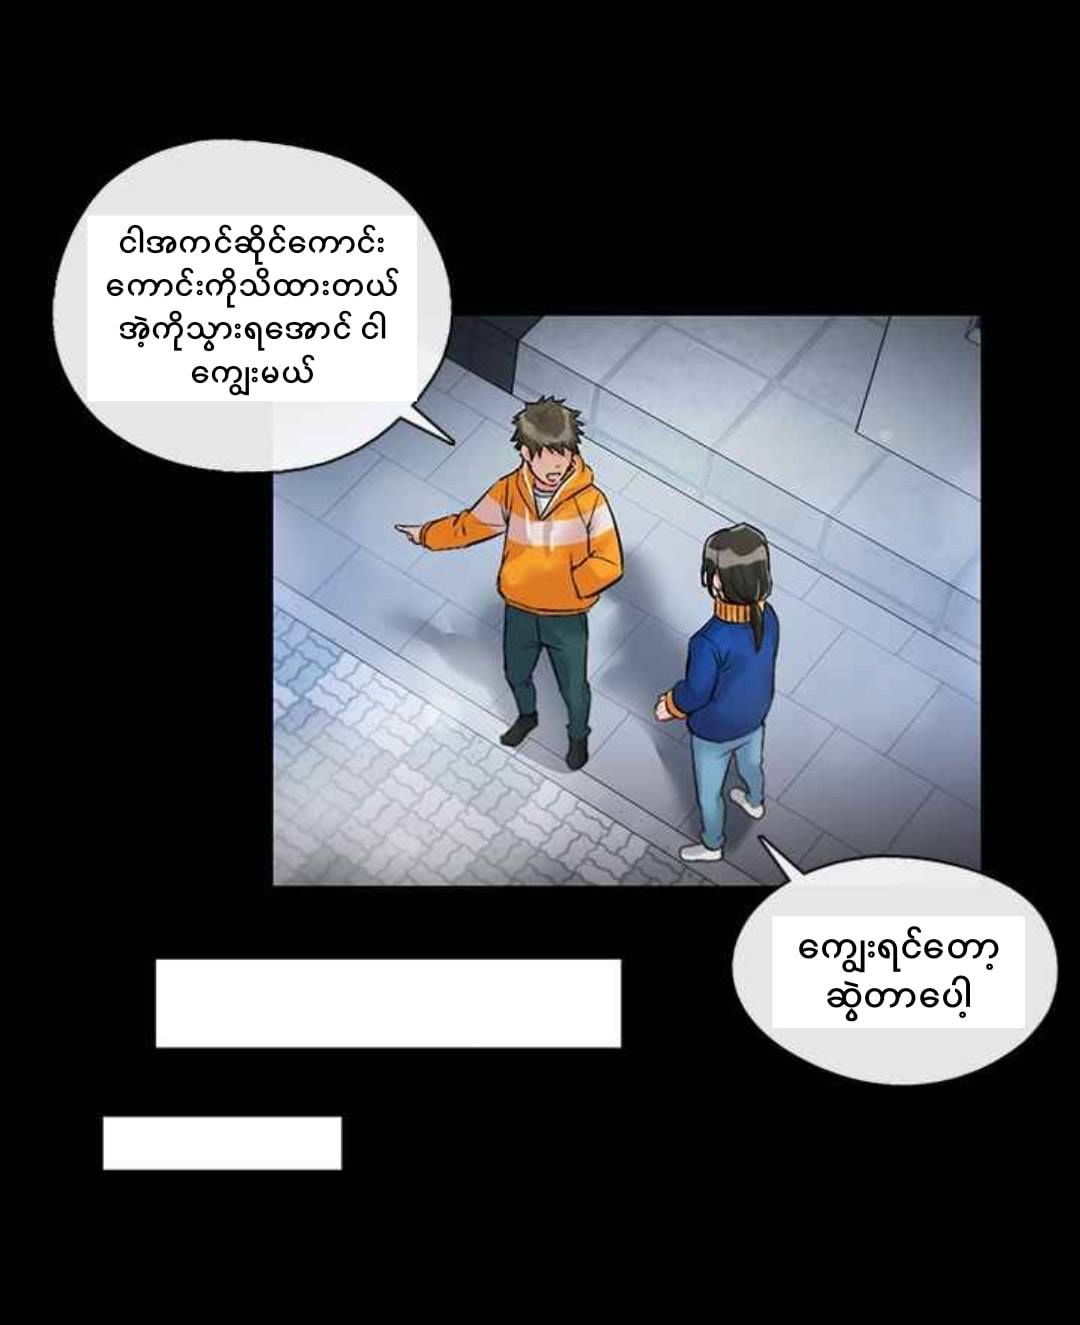 ငါအကင်ဆိုင်ကောင်း
ကောင်းကိုသိထားတယ်
အဲ့ကိုသွားရအောင် ငါ
ကျွေးမယ်
ကျွေးရင်တော့
ဆွဲတာပေါ့